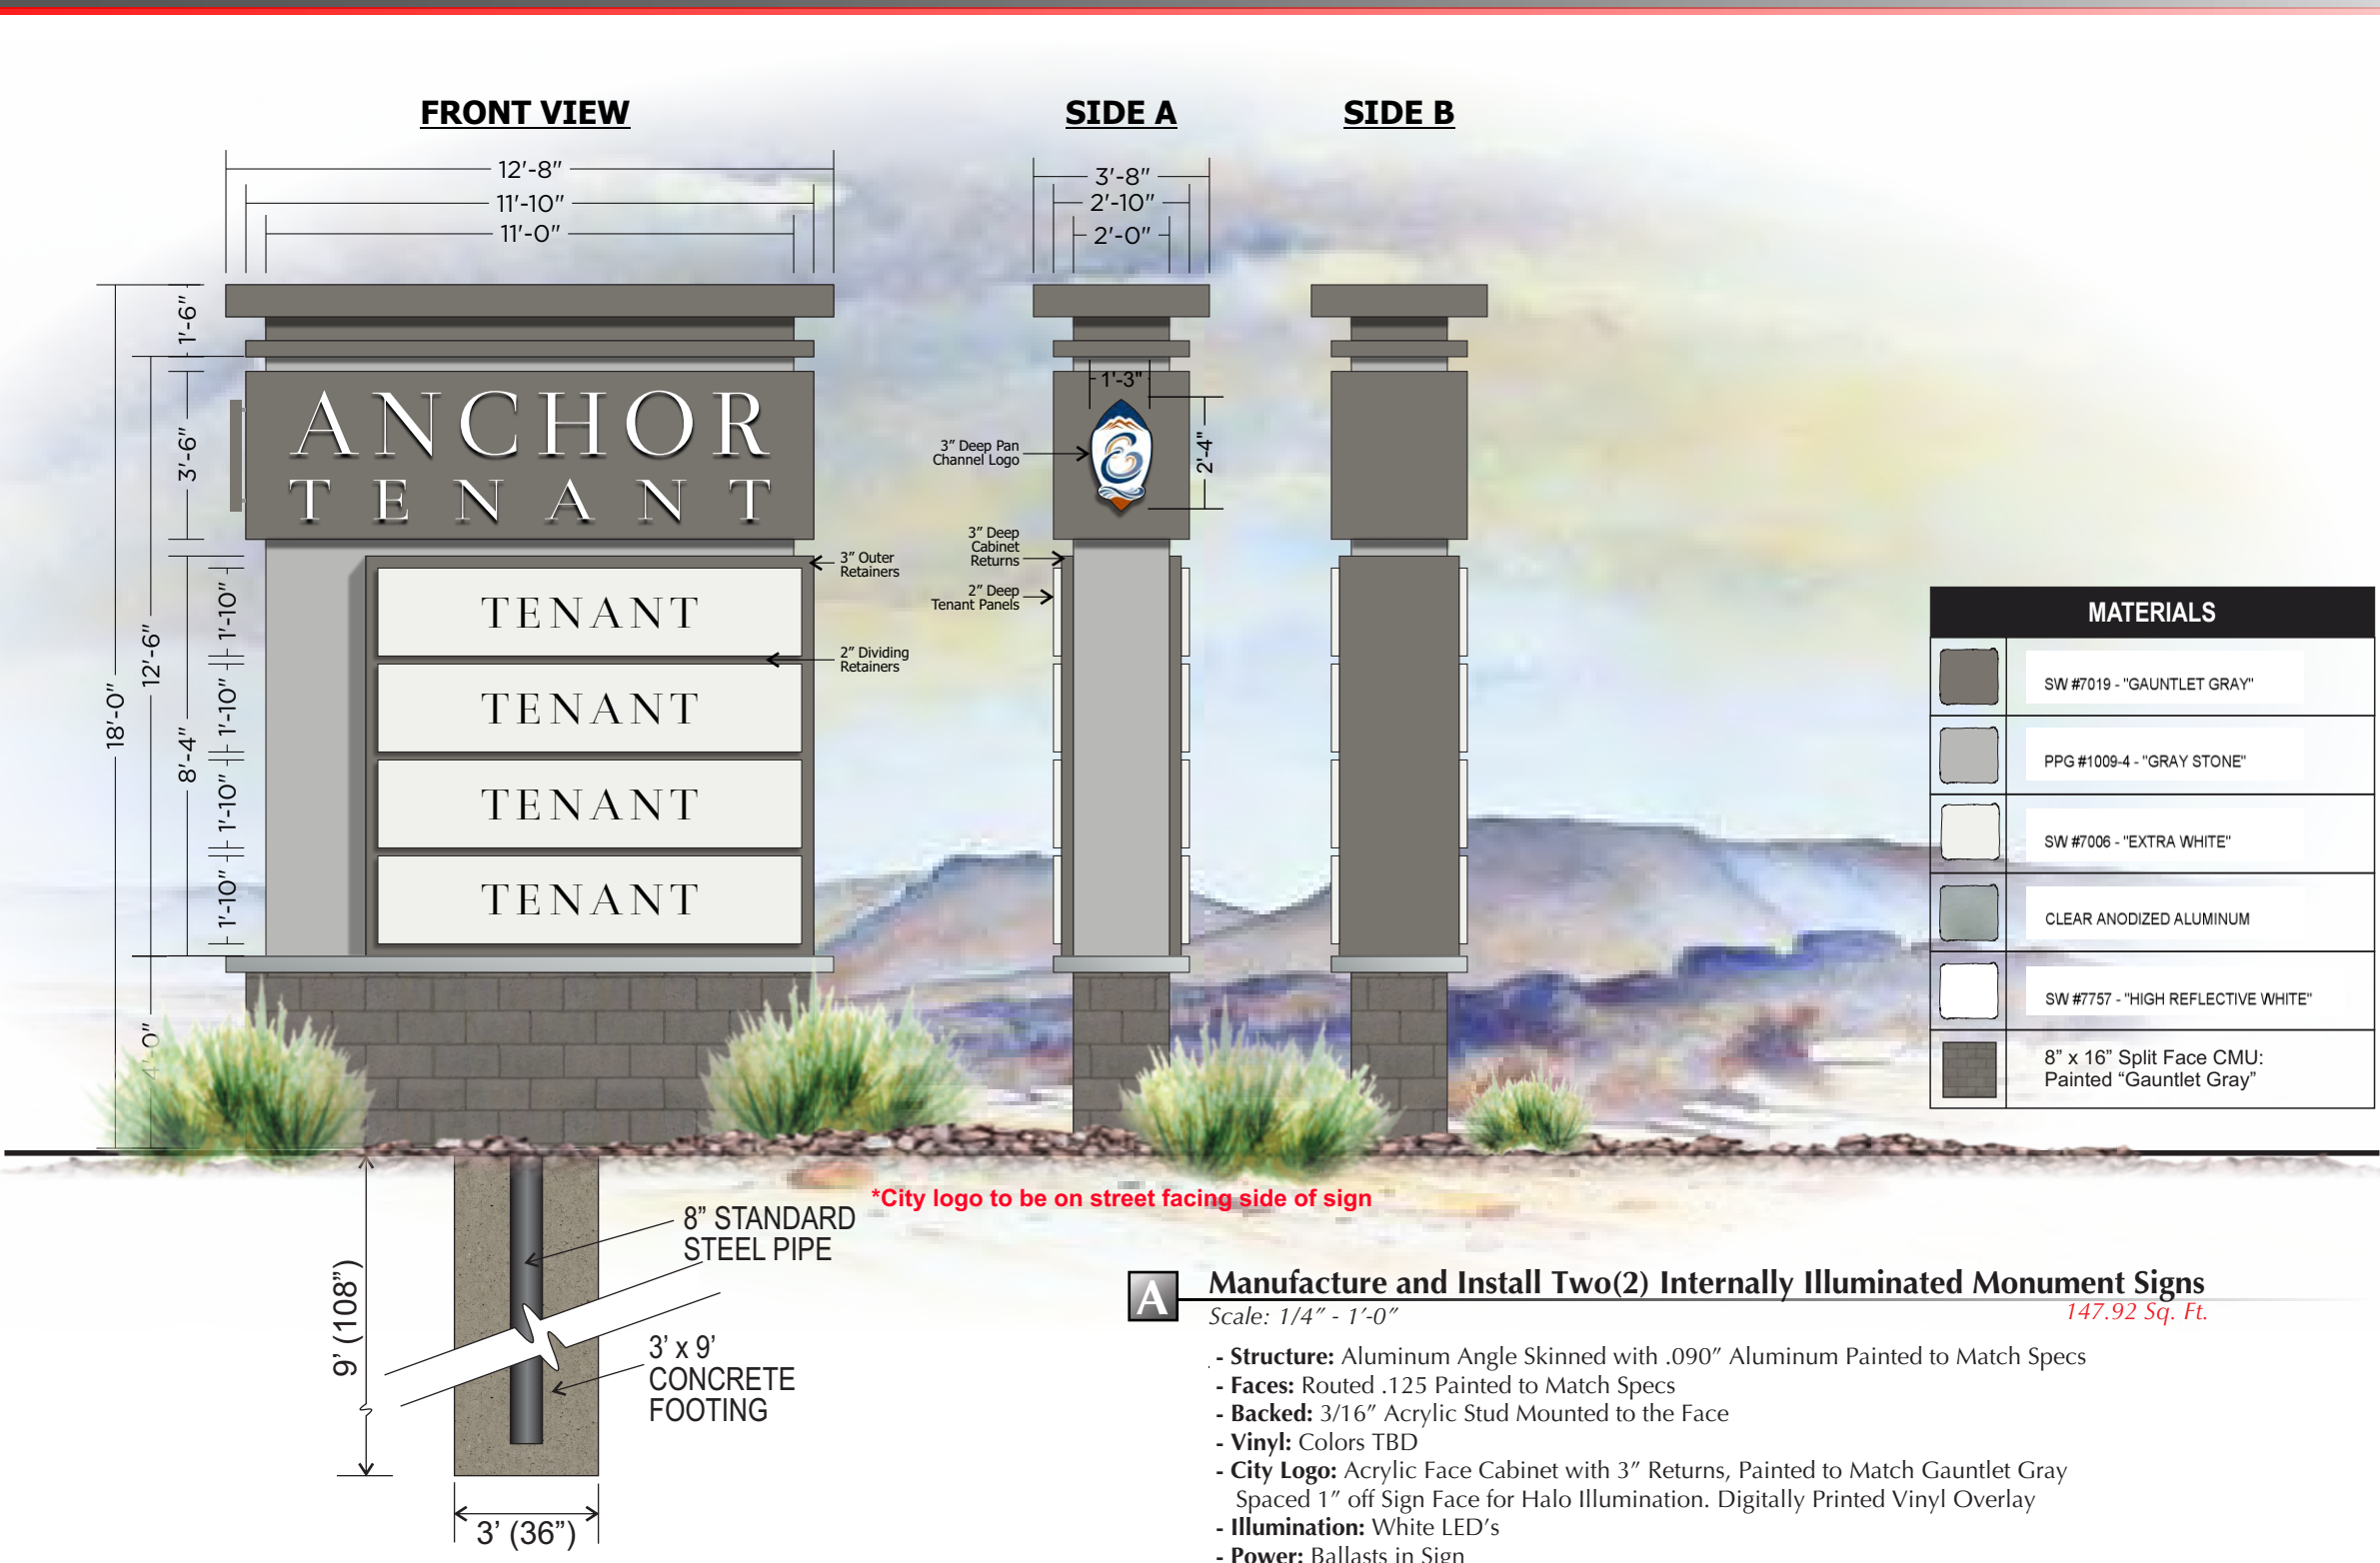 FRONT VIEW
SIDE A
SIDE B
12'-8"
11'-10"
11'-0"
3'-8"
2'-10"
2'-0"
1'-6"
3'-6"
18'-0"
12'-6"
8'-4"
1'-10"
1'-10"
1'-10"
1'-10"
4'-0"
ANCHOR
TENANT
TENANT
TENANT
TENANT
TENANT
3" Outer
Retainers
2" Dividing
Retainers
1'-3"
2'-4"
3" Deep Pan
Channel Logo
3" Deep
Cabinet
Returns
2" Deep
Tenant Panels
MATERIALS
SW #7019 - "GAUNTLET GRAY"
PPG #1009-4 - "GRAY STONE"
SW #7006 - "EXTRA WHITE"
CLEAR ANODIZED ALUMINUM
SW #7757 - "HIGH REFLECTIVE WHITE"
8” x 16” Split Face CMU:
Painted “Gauntlet Gray”
*City logo to be on street facing side of sign
8” STANDARD
STEEL PIPE
9’ (108”)
3’ x 9’
CONCRETE
FOOTING
3’ (36”)
A
Manufacture and Install Two(2) Internally Illuminated Monument Signs
Scale: 1/4" - 1'-0"
147.92 Sq. Ft.
- Structure: Aluminum Angle Skinned with .090" Aluminum Painted to Match Specs
- Faces: Routed .125 Painted to Match Specs
- Backed: 3/16" Acrylic Stud Mounted to the Face
- Vinyl: Colors TBD
- City Logo: Acrylic Face Cabinet with 3" Returns, Painted to Match Gauntlet Gray
Spaced 1" off Sign Face for Halo Illumination. Digitally Printed Vinyl Overlay
- Illumination: White LED's
- Power: Ballasts in Sign